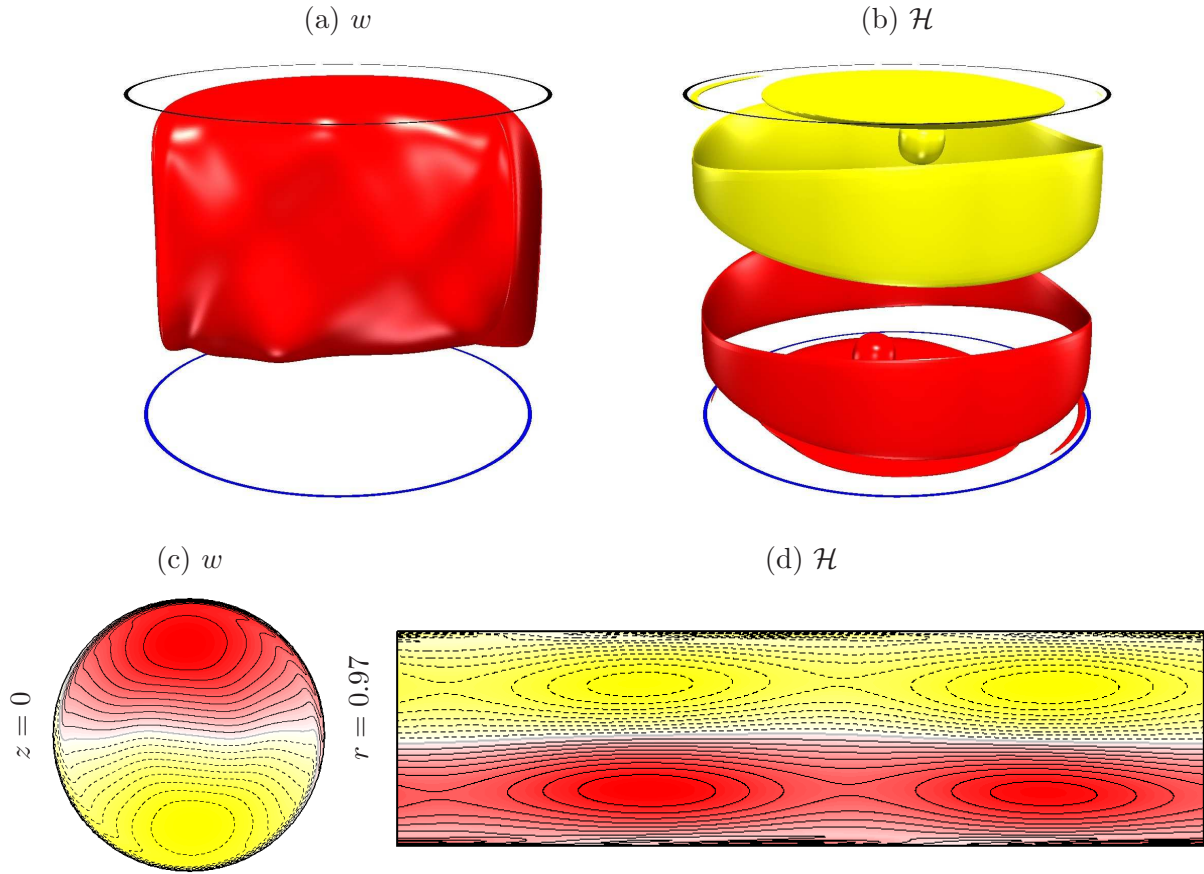 (a) w
(b) ℋ
(c) w
(d) ℋ
z = 0
r = 0.97